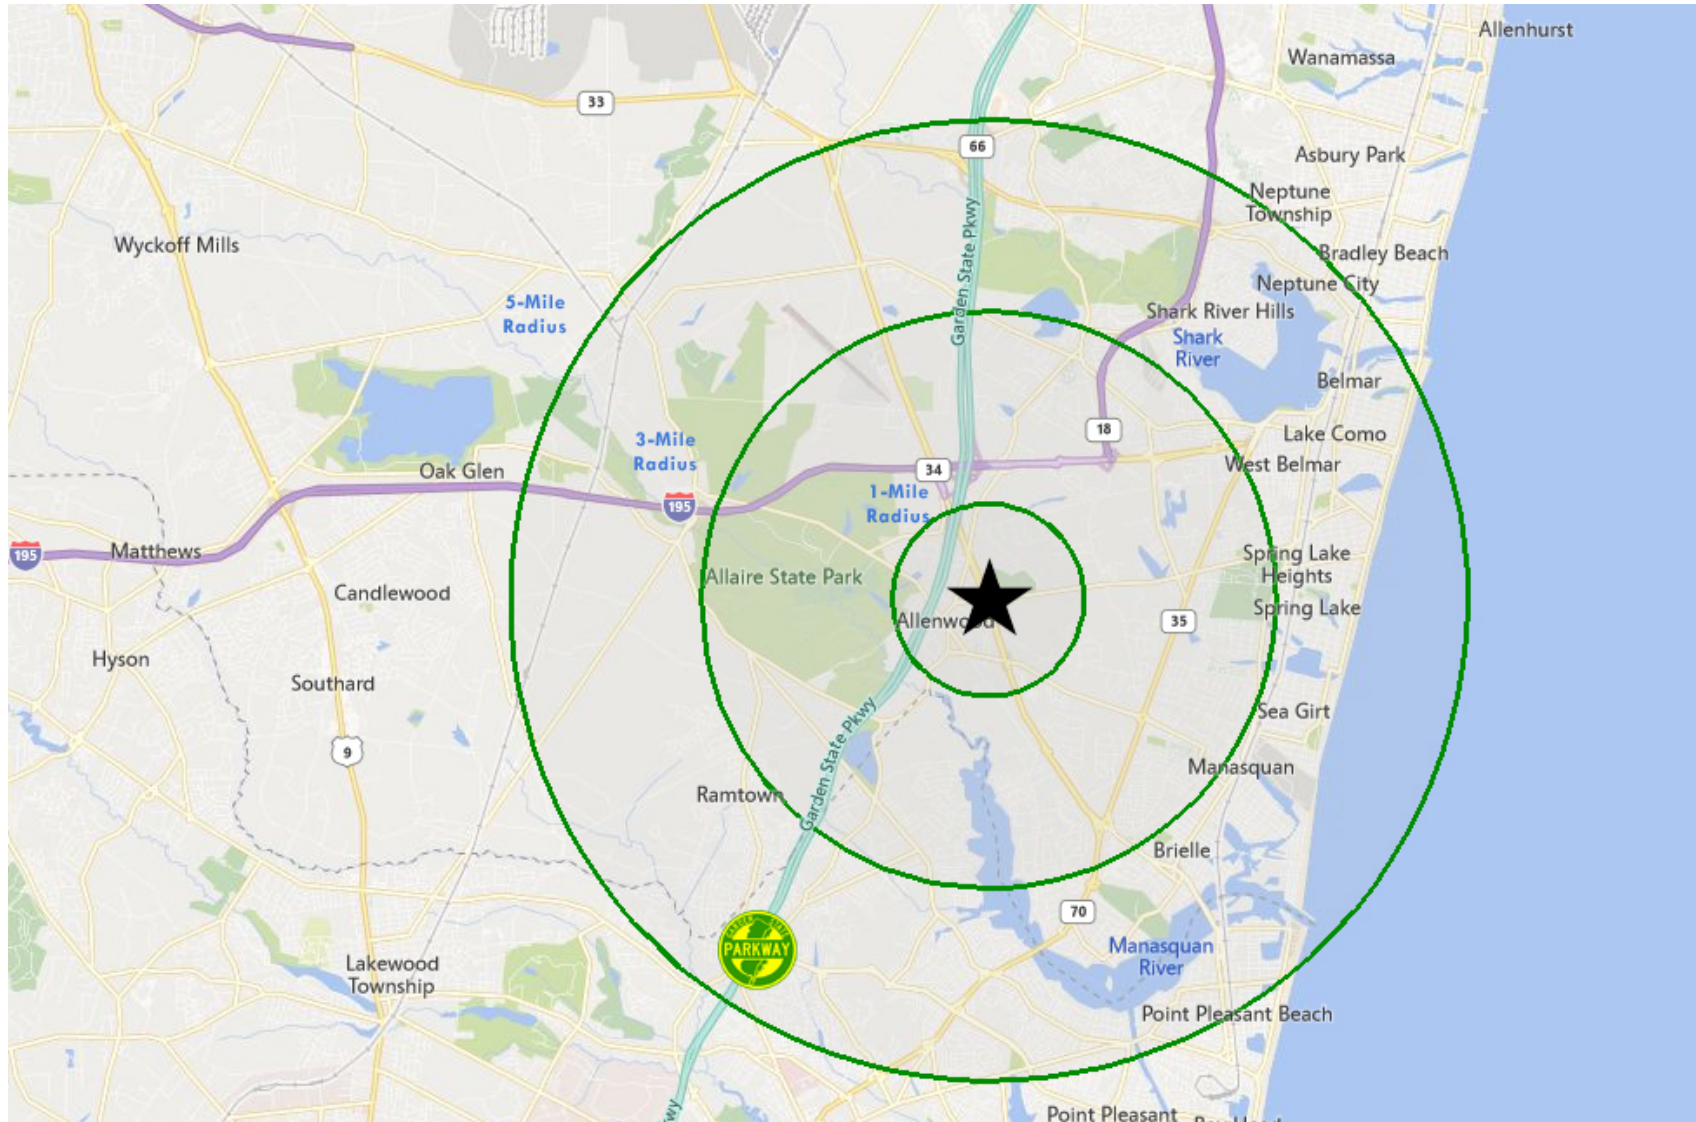 Allenhurst
Wanamassa
33
66
Asbury Park
Neptune
Township
Garden State Pkwy
Wyckoff Mills
Bradley Beach
Neptune City
5-Mile
Radius
Shark River Hills
Shark
River
Belmar
18
Lake Como
3-Mile
Radius
West Belmar
Oak Glen
34
1-Mile
Radius
195
195
Matthews
Spring Lake
Heights
Allaire State Park
Candlewood
Spring Lake
Allenwood
35
Hyson
Southard
Sea Girt
9
Garden State Pkwy
Manasquan
Ramtown
Brielle
70
GARDEN STATE
PARKWAY
Manasquan
River
Lakewood
Township
Point Pleasant Beach
Point Pleasant